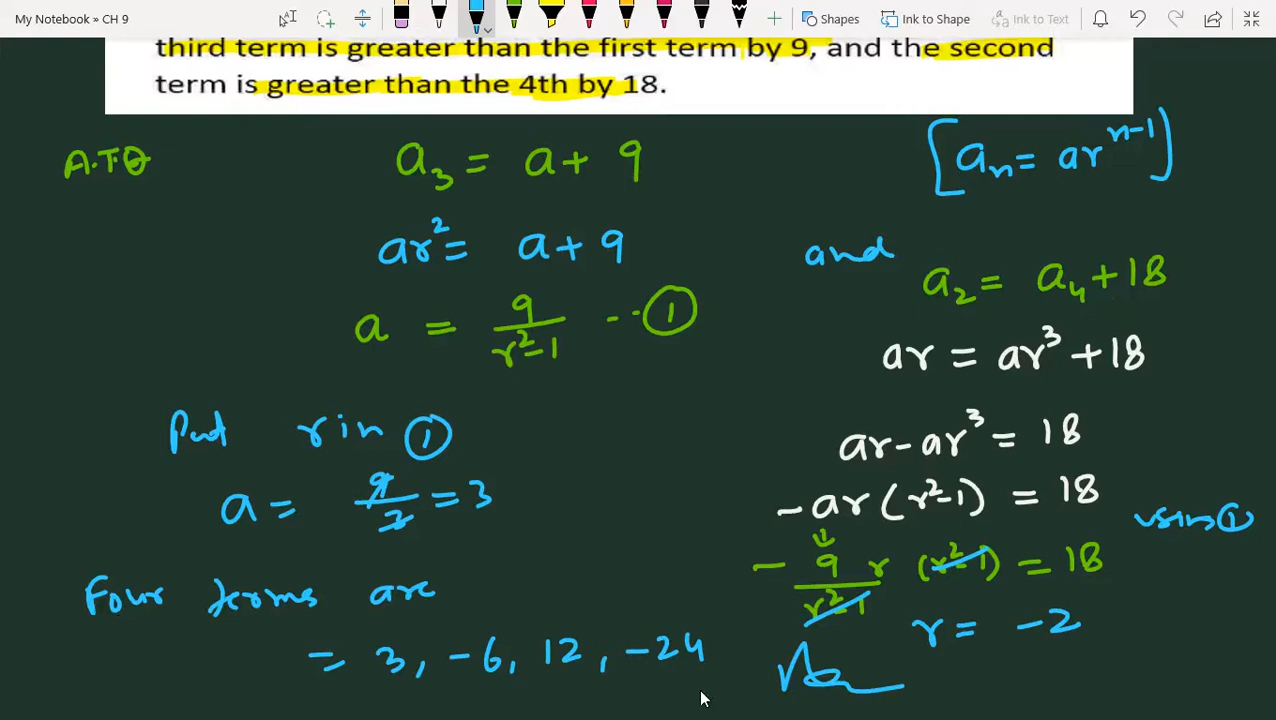 My Notebook » CH 9
Shapes Ink to Shape Ink to Text
third term is greater than the first term by 9, and the second
term is greater than the 4th by 18.
A.TQ
a₃ = a + 9
[aₙ = arⁿ⁻¹]
ar² = a + 9
and
a₂ = a₄ + 18
a = 9/(r²-1) --①
ar = ar³ + 18
Put r in ①
ar - ar³ = 18
a = 9/3 = 3
-ar(r²-1) = 18
using ①
- 9/(r²-1) r (r²-1) = 18
Four terms are
r = -2
= 3, -6, 12, -24